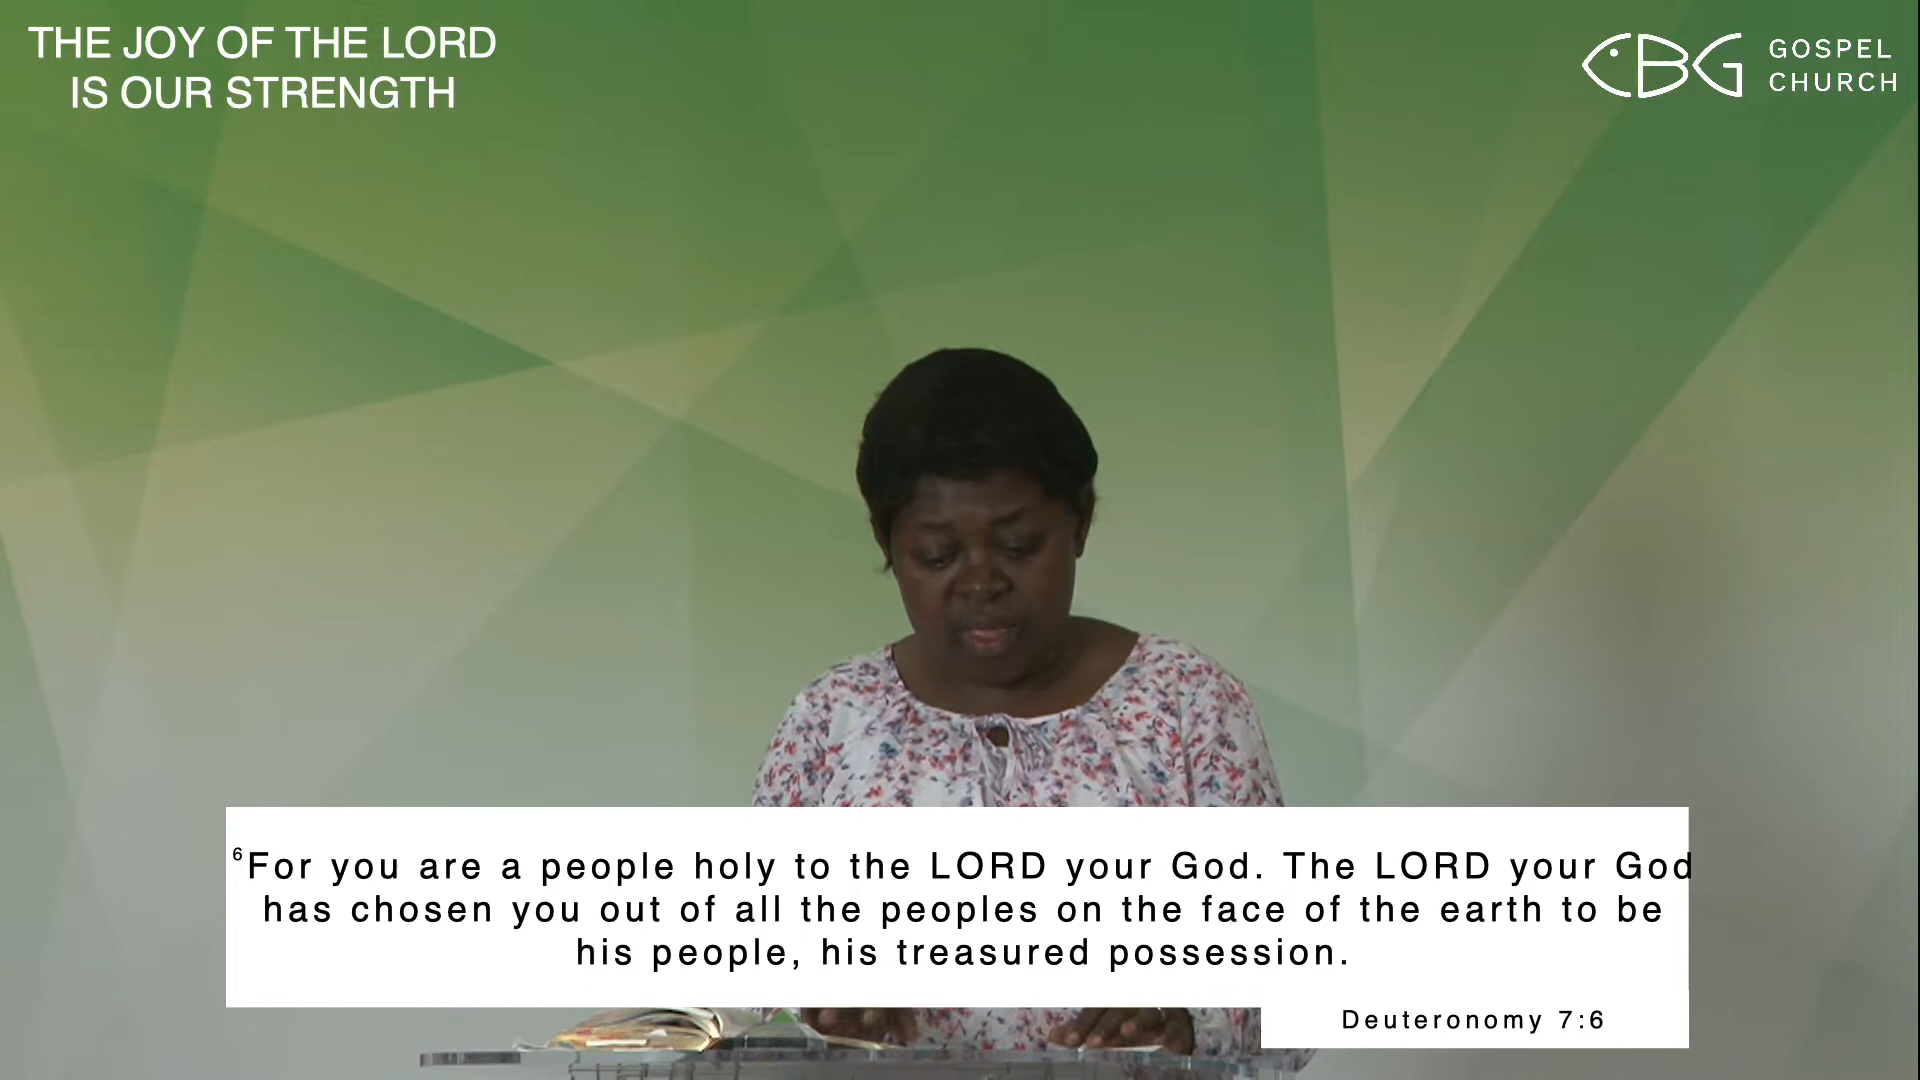 THE JOY OF THE LORD
IS OUR STRENGTH
CBG GOSPEL
CHURCH
⁶For you are a people holy to the LORD your God. The LORD your God
has chosen you out of all the peoples on the face of the earth to be
his people, his treasured possession.
Deuteronomy 7:6